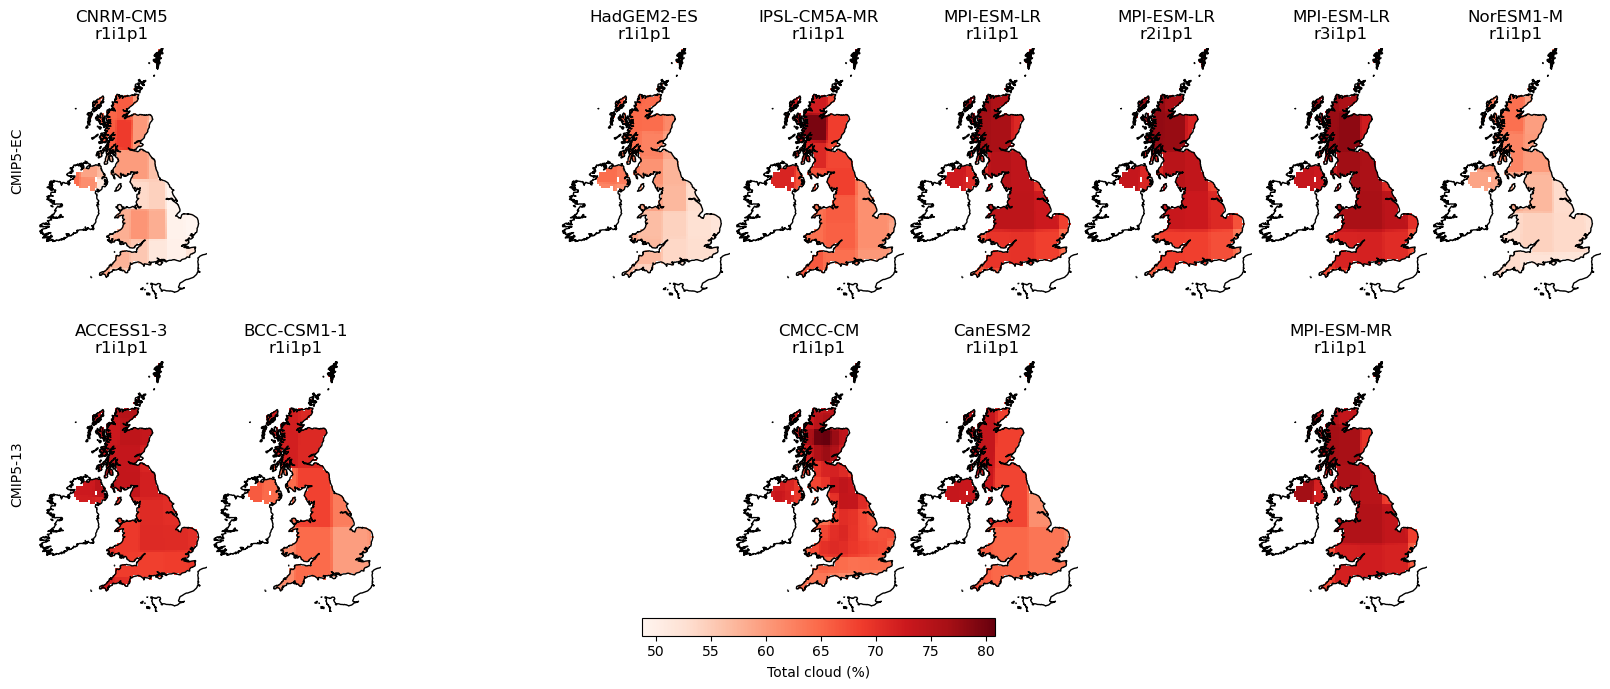 CNRM-CM5
r1i1p1
HadGEM2-ES
r1i1p1
IPSL-CM5A-MR
r1i1p1
MPI-ESM-LR
r1i1p1
MPI-ESM-LR
r2i1p1
MPI-ESM-LR
r3i1p1
NorESM1-M
r1i1p1
CMIP5-EC
ACCESS1-3
r1i1p1
BCC-CSM1-1
r1i1p1
CMCC-CM
r1i1p1
CanESM2
r1i1p1
MPI-ESM-MR
r1i1p1
CMIP5-13
50 55 60 65 70 75 80
Total cloud (%)